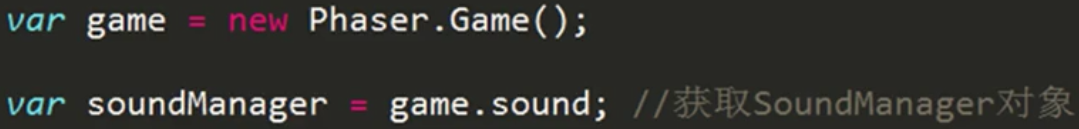 var game = new Phaser.Game();
var soundManager = game.sound; //获取SoundManager对象